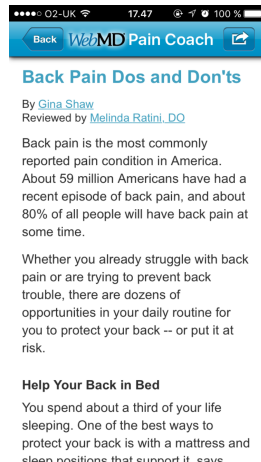 O2-UK 17.47 100 %
Back WebMD Pain Coach
Back Pain Dos and Don'ts
By Gina Shaw
Reviewed by Melinda Ratini, DO
Back pain is the most commonly
reported pain condition in America.
About 59 million Americans have had a
recent episode of back pain, and about
80% of all people will have back pain at
some time.
Whether you already struggle with back
pain or are trying to prevent back
trouble, there are dozens of
opportunities in your daily routine for
you to protect your back -- or put it at
risk.
Help Your Back in Bed
You spend about a third of your life
sleeping. One of the best ways to
protect your back is with a mattress and
sleep positions that support it, says